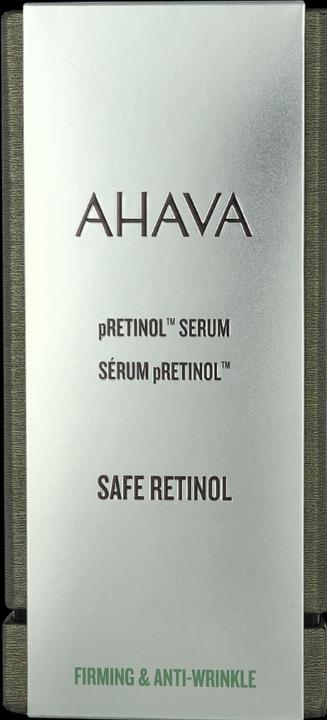 AHAVA
pRETINOL™ SERUM
SÉRUM pRETINOL™
SAFE RETINOL
FIRMING & ANTI-WRINKLE